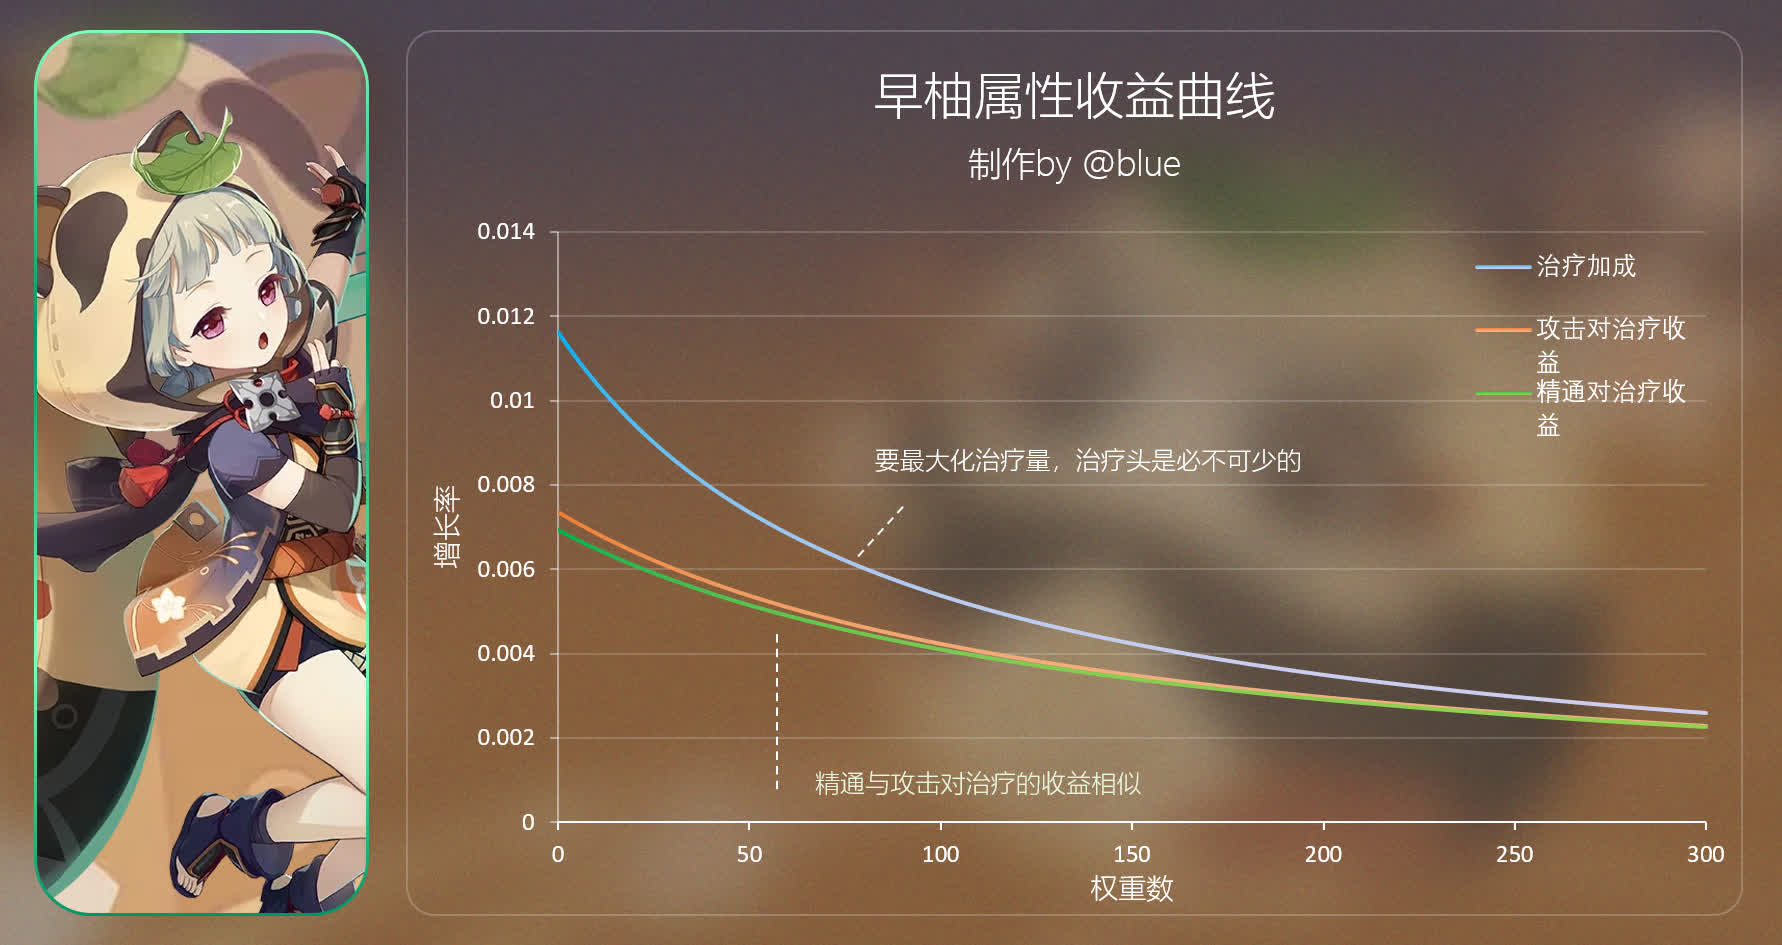 早柚属性收益曲线
制作by @blue
0.014
0.012
0.01
0.008
0.006
0.004
0.002
0
增长率
治疗加成
攻击对治疗收
益
精通对治疗收
益
要最大化治疗量，治疗头是必不可少的
精通与攻击对治疗的收益相似
0 50 100 150 200 250 300
权重数